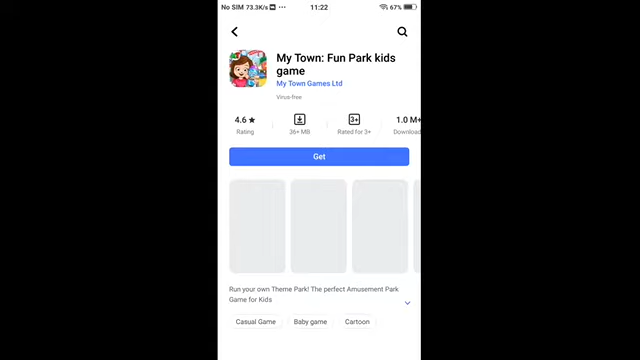 No SIM 73.3K/s ··· 11:22 67%
My Town: Fun Park kids
game
My Town Games Ltd
Virus-free
4.6 ★ 3+ 1.0 M+
Rating 36+ MB Rated for 3+ Download
Get
Run your own Theme Park! The perfect Amusement Park
Game for Kids
Casual Game Baby game Cartoon